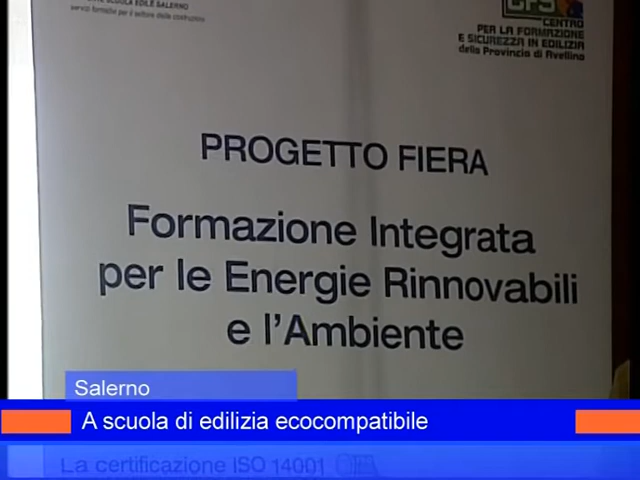 SCUOLA EDILE SALERNO
servizi formativi per il settore delle costruzioni
CFS
CENTRO
PER LA FORMAZIONE
E SICUREZZA IN EDILIZIA
della Provincia di Avellino
PROGETTO FIERA
Formazione Integrata
per le Energie Rinnovabili
e l'Ambiente
Salerno
A scuola di edilizia ecocompatibile
La certificazione ISO 14001